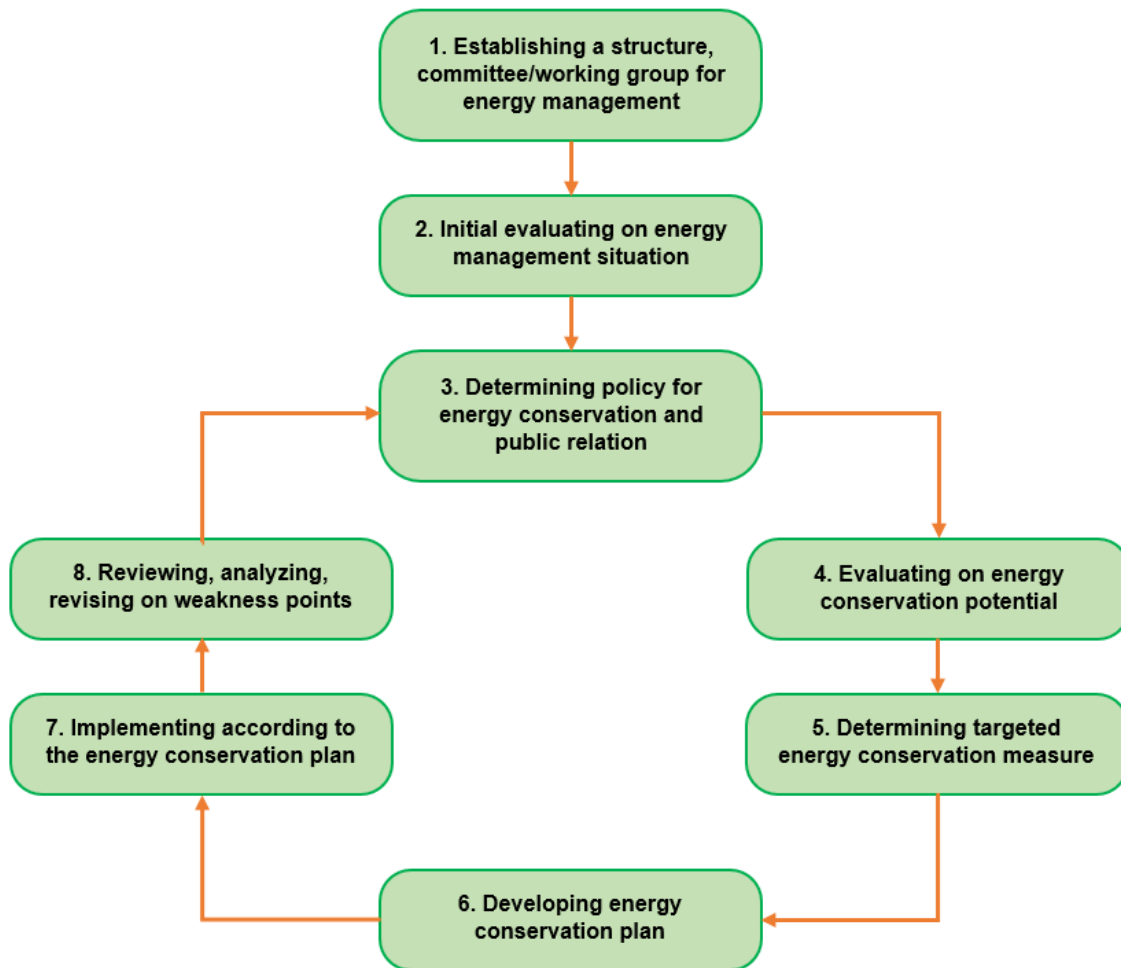 1. Establishing a structure,
committee/working group for
energy management
2. Initial evaluating on energy
management situation
3. Determining policy for
energy conservation and
public relation
4. Evaluating on energy
conservation potential
5. Determining targeted
energy conservation measure
6. Developing energy
conservation plan
7. Implementing according to
the energy conservation plan
8. Reviewing, analyzing,
revising on weakness points